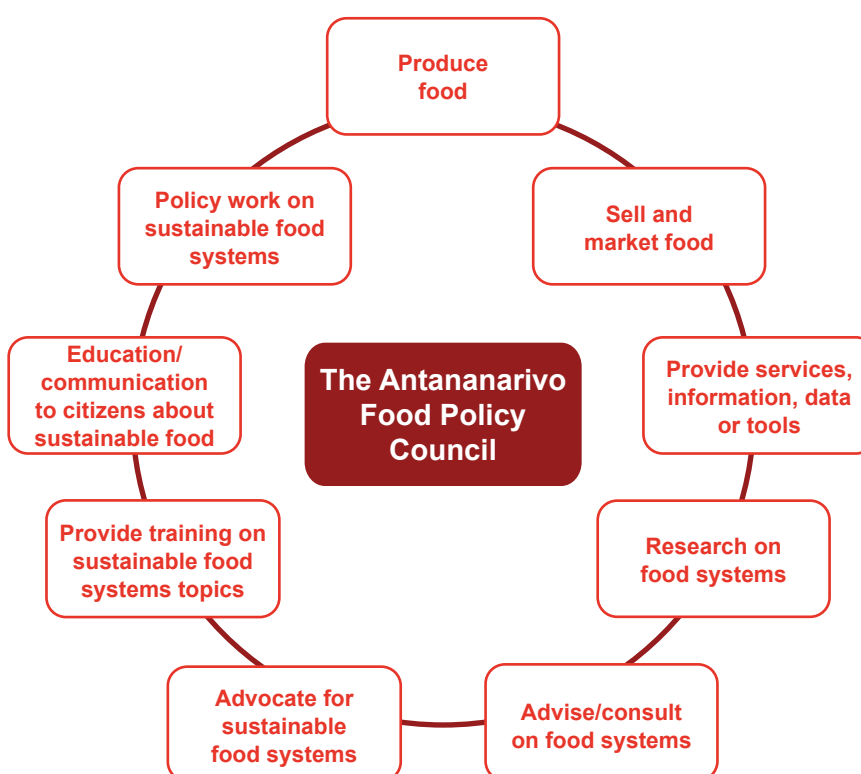 Produce
food
Sell and
market food
Provide services,
information, data
or tools
Research on
food systems
Advise/consult
on food systems
Advocate for
sustainable
food systems
Provide training on
sustainable food
systems topics
Education/
communication
to citizens about
sustainable food
Policy work on
sustainable food
systems
The Antananarivo
Food Policy
Council